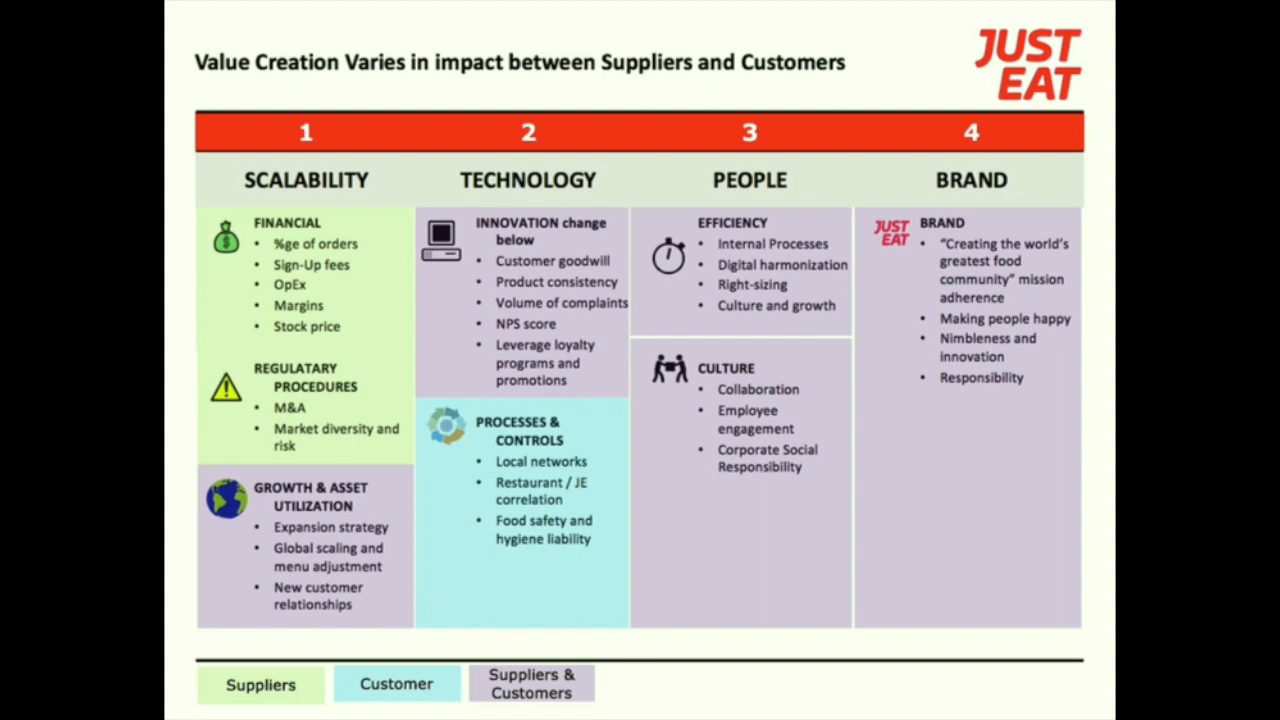 Value Creation Varies in impact between Suppliers and Customers
JUST
EAT
1
2
3
4
SCALABILITY
TECHNOLOGY
PEOPLE
BRAND
FINANCIAL
• %ge of orders
• Sign-Up fees
• OpEx
• Margins
• Stock price
REGULATARY
PROCEDURES
• M&A
• Market diversity and
risk
GROWTH & ASSET
UTILIZATION
• Expansion strategy
• Global scaling and
menu adjustment
• New customer
relationships
INNOVATION change
below
• Customer goodwill
• Product consistency
• Volume of complaints
• NPS score
• Leverage loyalty
programs and
promotions
PROCESSES &
CONTROLS
• Local networks
• Restaurant / JE
correlation
• Food safety and
hygiene liability
EFFICIENCY
• Internal Processes
• Digital harmonization
• Right-sizing
• Culture and growth
CULTURE
• Collaboration
• Employee
engagement
• Corporate Social
Responsibility
JUST
EAT
BRAND
• “Creating the world’s
greatest food
community” mission
adherence
• Making people happy
• Nimbleness and
innovation
• Responsibility
Suppliers
Customer
Suppliers &
Customers